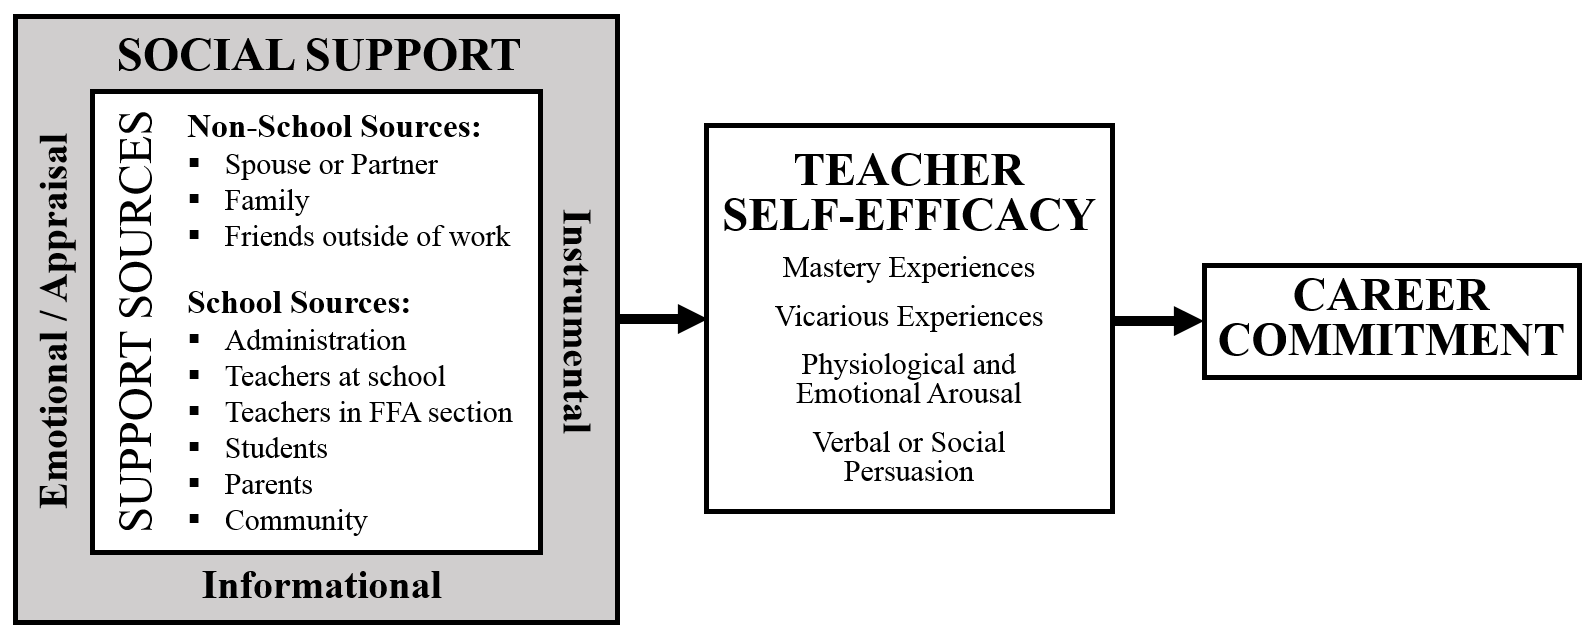 SOCIAL SUPPORT
Emotional / Appraisal
SUPPORT SOURCES
Non-School Sources:
▪ Spouse or Partner
▪ Family
▪ Friends outside of work
School Sources:
▪ Administration
▪ Teachers at school
▪ Teachers in FFA section
▪ Students
▪ Parents
▪ Community
Instrumental
Informational
TEACHER
SELF-EFFICACY
Mastery Experiences
Vicarious Experiences
Physiological and
Emotional Arousal
Verbal or Social
Persuasion
CAREER
COMMITMENT